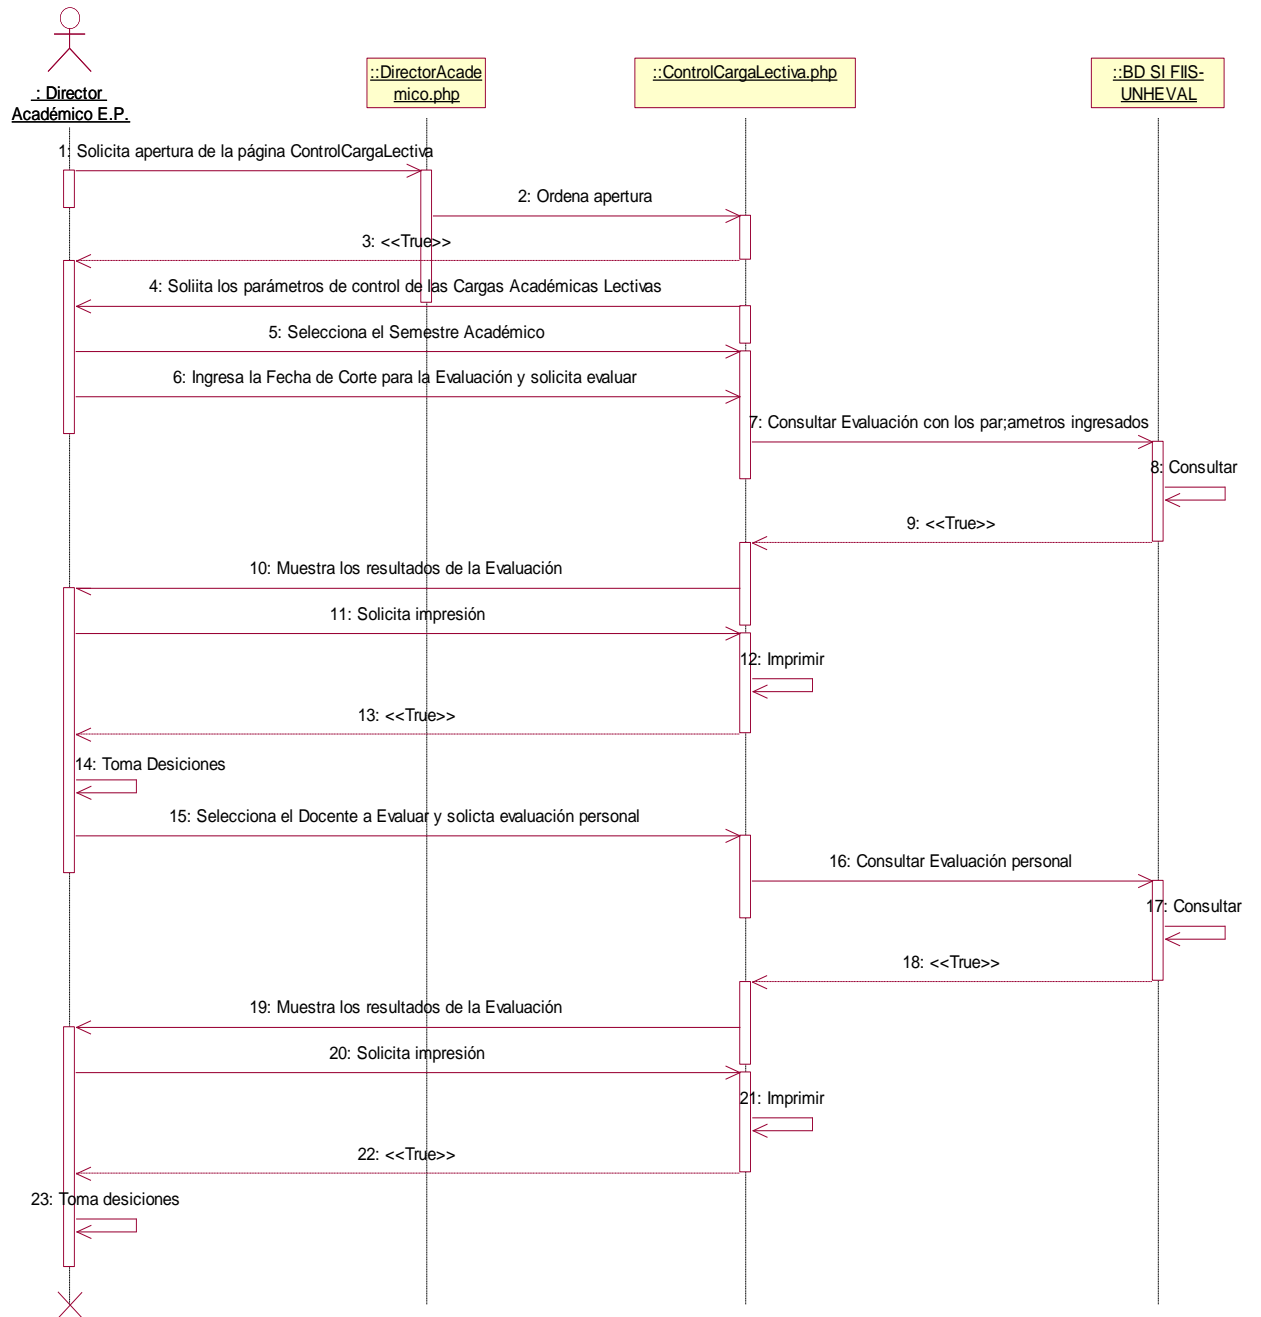 : Director
Académico E.P.
::DirectorAcade
mico.php
::ControlCargaLectiva.php
::BD SI FIIS-
UNHEVAL
1: Solicita apertura de la página ControlCargaLectiva
2: Ordena apertura
3: <<True>>
4: Soliita los parámetros de control de las Cargas Académicas Lectivas
5: Selecciona el Semestre Académico
6: Ingresa la Fecha de Corte para la Evaluación y solicita evaluar
7: Consultar Evaluación con los par;ametros ingresados
8: Consultar
9: <<True>>
10: Muestra los resultados de la Evaluación
11: Solicita impresión
12: Imprimir
13: <<True>>
14: Toma Desiciones
15: Selecciona el Docente a Evaluar y solicta evaluación personal
16: Consultar Evaluación personal
17: Consultar
18: <<True>>
19: Muestra los resultados de la Evaluación
20: Solicita impresión
21: Imprimir
22: <<True>>
23: Toma desiciones